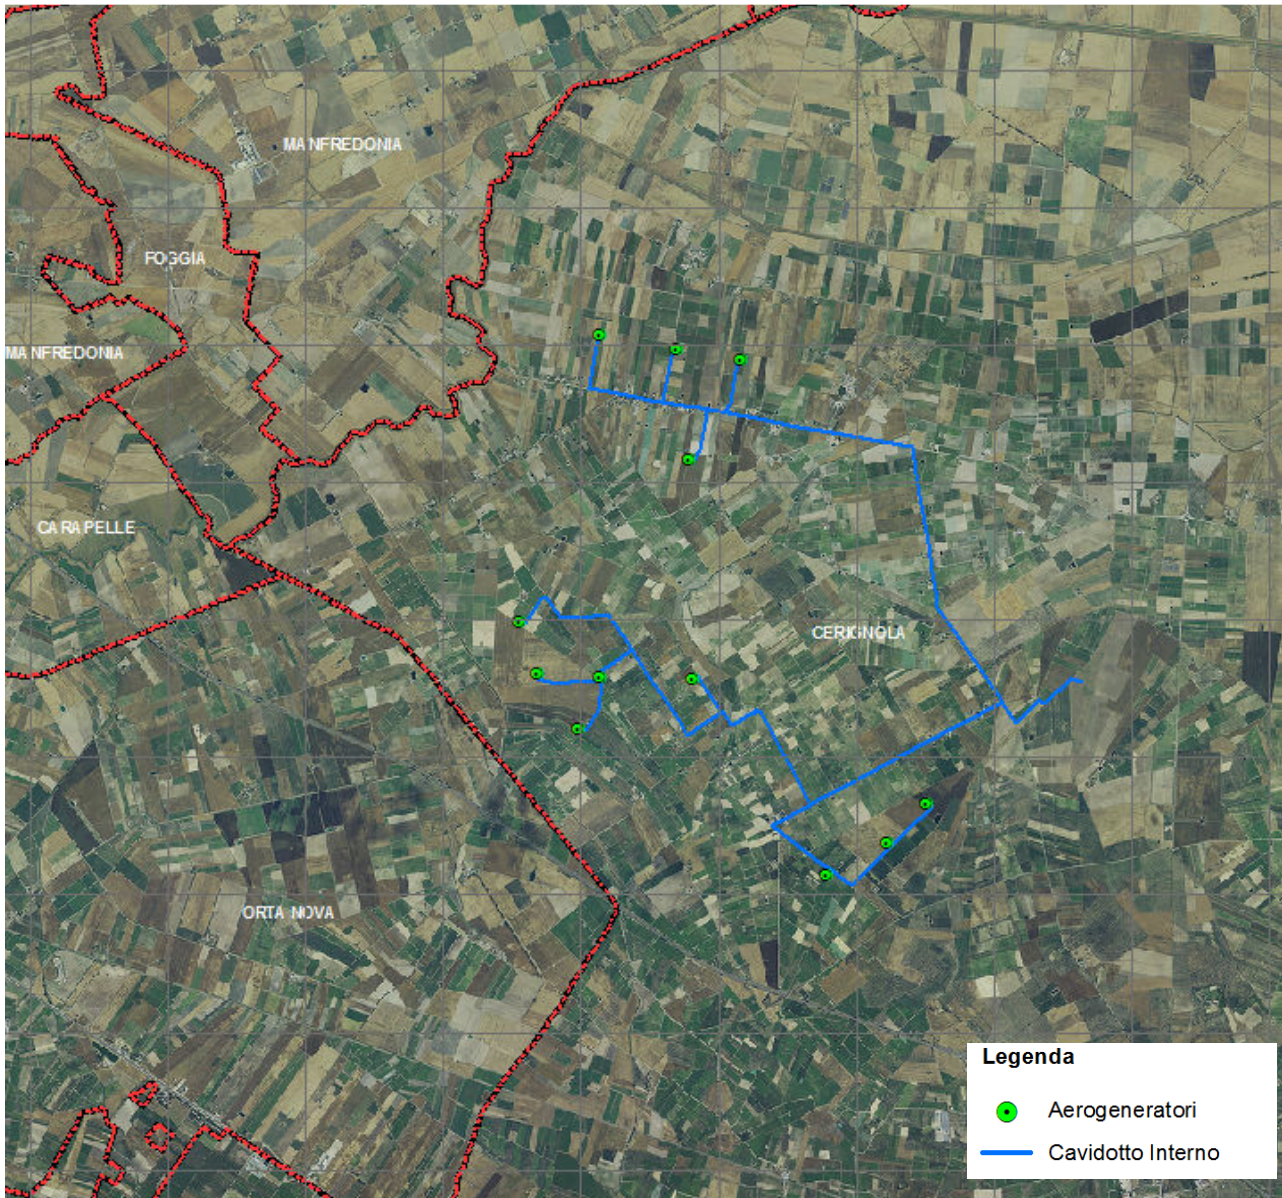 MANFREDONIA
FOGGIA
MANFREDONIA
CARAPELLE
CERIGNOLA
ORTA NOVA
Legenda
Aerogeneratori
Cavidotto Interno